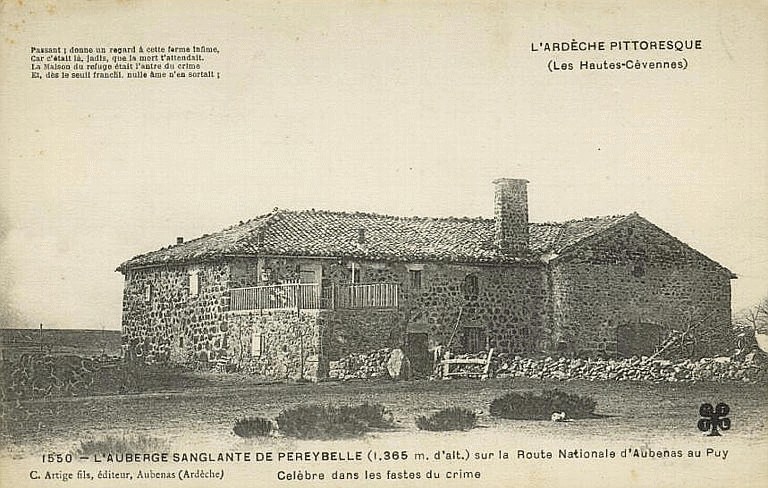 Passant ; donne un regard à cette ferme infâme,
Car c'était là, jadis, que la mort t'attendait.
La Maison du refuge était l'antre du crime
Et, dès le seuil franchi, nulle âme n'en sortait ;
L'ARDÈCHE PITTORESQUE
(Les Hautes-Cévennes)
1550 — L'AUBERGE SANGLANTE DE PEREYBELLE (1.365 m. d'alt.) sur la Route Nationale d'Aubenas au Puy
C. Artige fils, éditeur, Aubenas (Ardèche)
Celèbre dans les fastes du crime